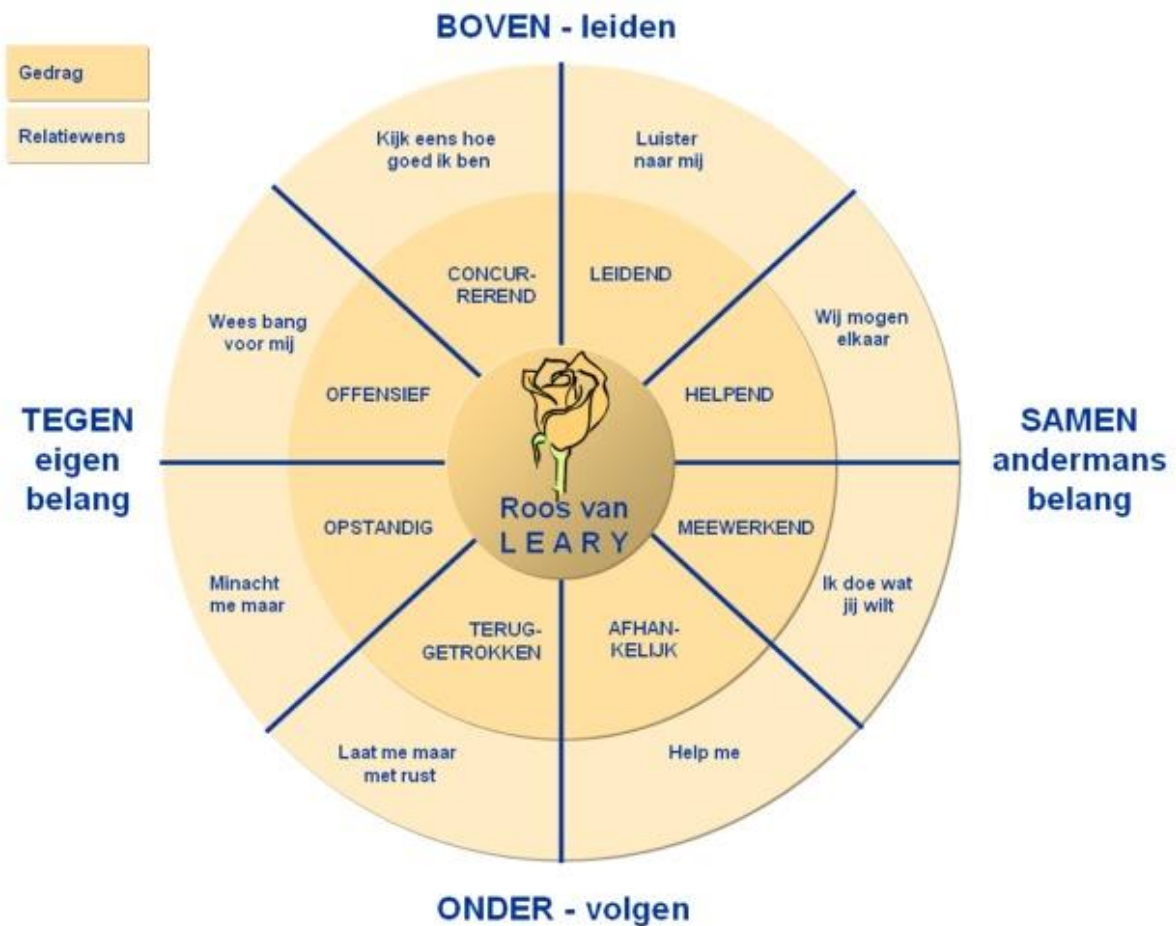 BOVEN - leiden
Gedrag
Relatiewens
Kijk eens hoe
goed ik ben
Luister
naar mij
CONCUR-
REREND
LEIDEND
Wees bang
voor mij
Wij mogen
elkaar
OFFENSIEF
HELPEND
TEGEN
eigen
belang
SAMEN
andermans
belang
Roos van
LEARY
OPSTANDIG
MEEWERKEND
Minacht
me maar
Ik doe wat
jij wilt
TERUG-
GETROKKEN
AFHAN-
KELIJK
Laat me maar
met rust
Help me
ONDER - volgen